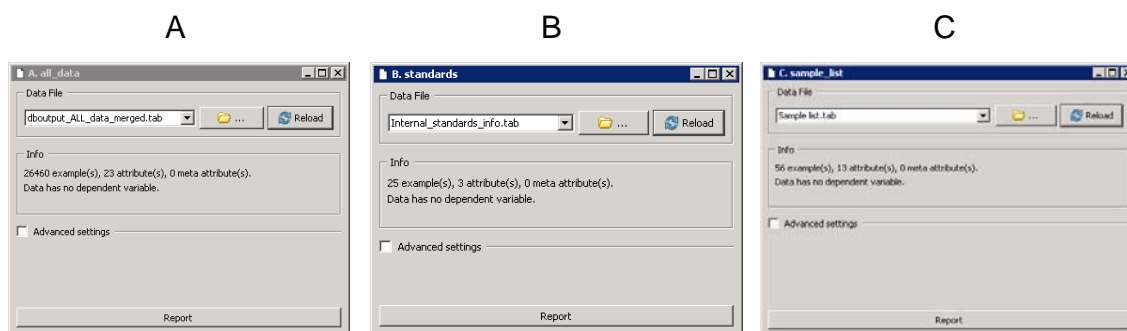 A
B
C
A. all_data
Data File
dboutput_ALL_data_merged.tab
...
Reload
Info
26460 example(s), 23 attribute(s), 0 meta attribute(s).
Data has no dependent variable.
Advanced settings
Report
B. standards
Data File
Internal_standards_info.tab
...
Reload
Info
25 example(s), 3 attribute(s), 0 meta attribute(s).
Data has no dependent variable.
Advanced settings
Report
C. sample_list
Data File
Sample list.tab
...
Reload
Info
56 example(s), 13 attribute(s), 0 meta attribute(s).
Data has no dependent variable.
Advanced settings
Report